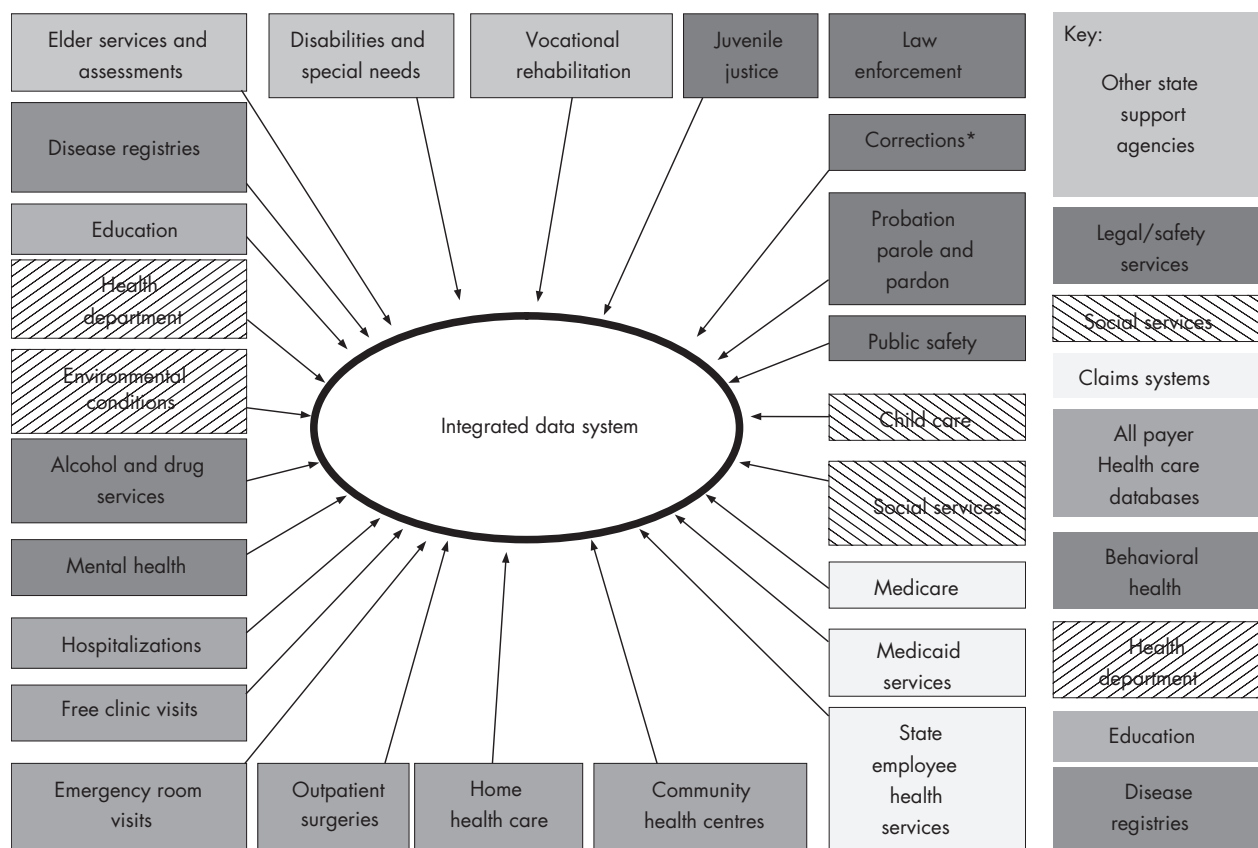 Elder services and
assessments
Disabilities and
special needs
Vocational
rehabilitation
Juvenile
justice
Law
enforcement
Key:
Other state
support
agencies
Disease registries
Corrections*
Education
Probation
parole and
pardon
Legal/safety
services
Health
department
Public safety
Social services
Environmental
conditions
Integrated data system
Child care
Claims systems
Alcohol and drug
services
Social services
All payer
Health care
databases
Mental health
Medicare
Behavioral
health
Hospitalizations
Medicaid
services
Health
department
Free clinic visits
State
employee
health
services
Education
Emergency room
visits
Outpatient
surgeries
Home
health care
Community
health centres
Disease
registries